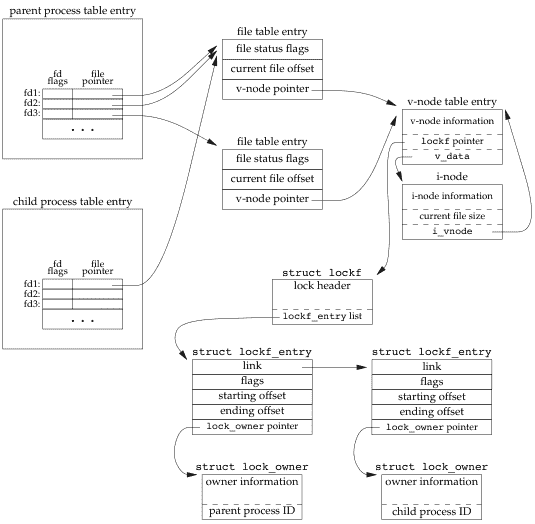 parent process table entry
fd flags
file pointer
fd1:
fd2:
fd3:
. . .
child process table entry
fd flags
file pointer
fd1:
fd2:
fd3:
. . .
file table entry
file status flags
current file offset
v-node pointer
file table entry
file status flags
current file offset
v-node pointer
v-node table entry
v-node information
lockf pointer
v_data
i-node
i-node information
current file size
i_vnode
struct lockf
lock header
lockf_entry list
struct lockf_entry
link
flags
starting offset
ending offset
lock_owner pointer
struct lockf_entry
link
flags
starting offset
ending offset
lock_owner pointer
struct lock_owner
owner information
parent process ID
struct lock_owner
owner information
child process ID